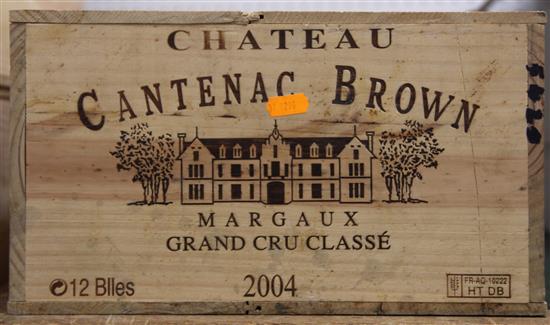 CHATEAU
CANTENAC BROWN
MARGAUX
GRAND CRU CLASSÉ
12 Blles
2004
FR-AQ-10222
HT DB